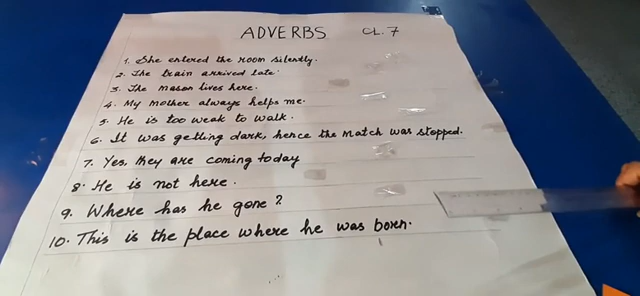 ADVERBS CL. 7
1. She entered the room silently.
2. The train arrived late.
3. The mason lives here.
4. My mother always helps me.
5. He is too weak to walk.
6. It was getting dark, hence the match was stopped.
7. Yes, they are coming today
8. He is not here.
9. Where has he gone?
10. This is the place where he was born.